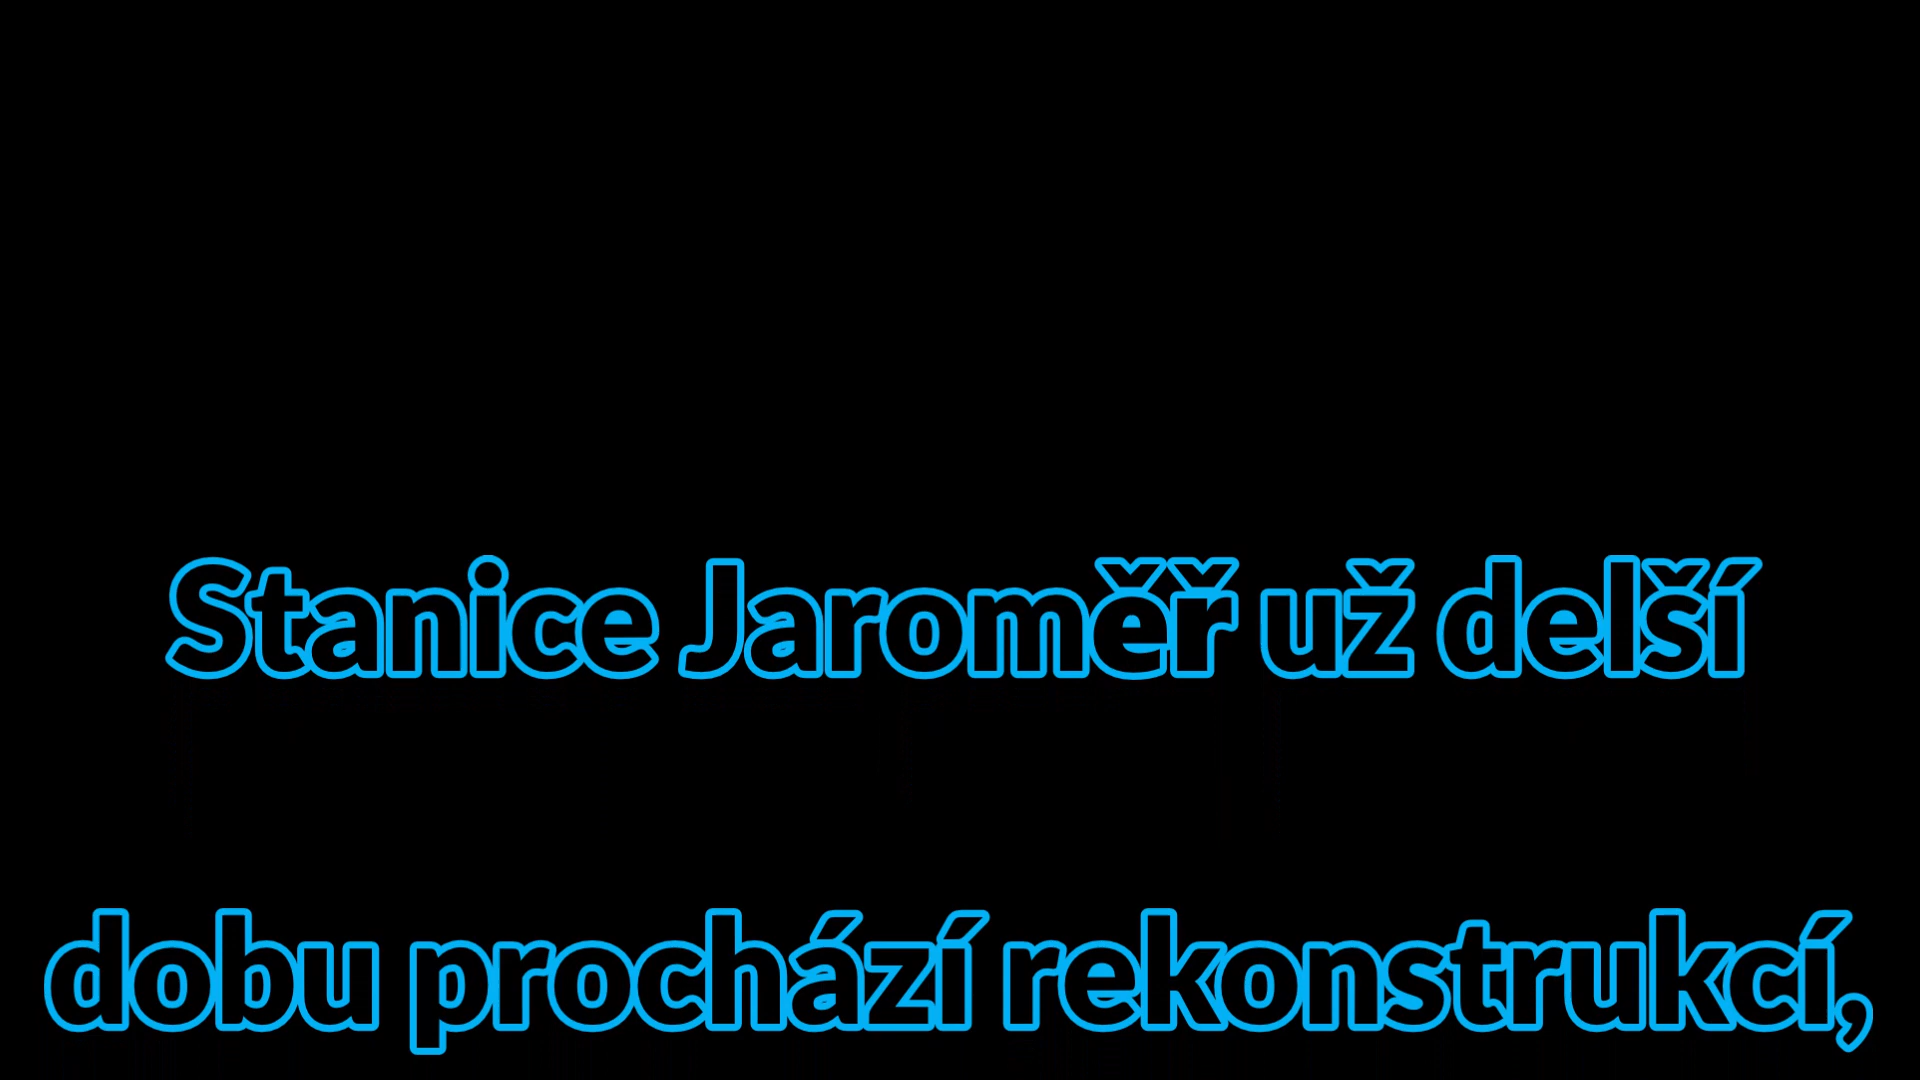 Stanice Jaroměř už delší
dobu prochází rekonstrukcí,